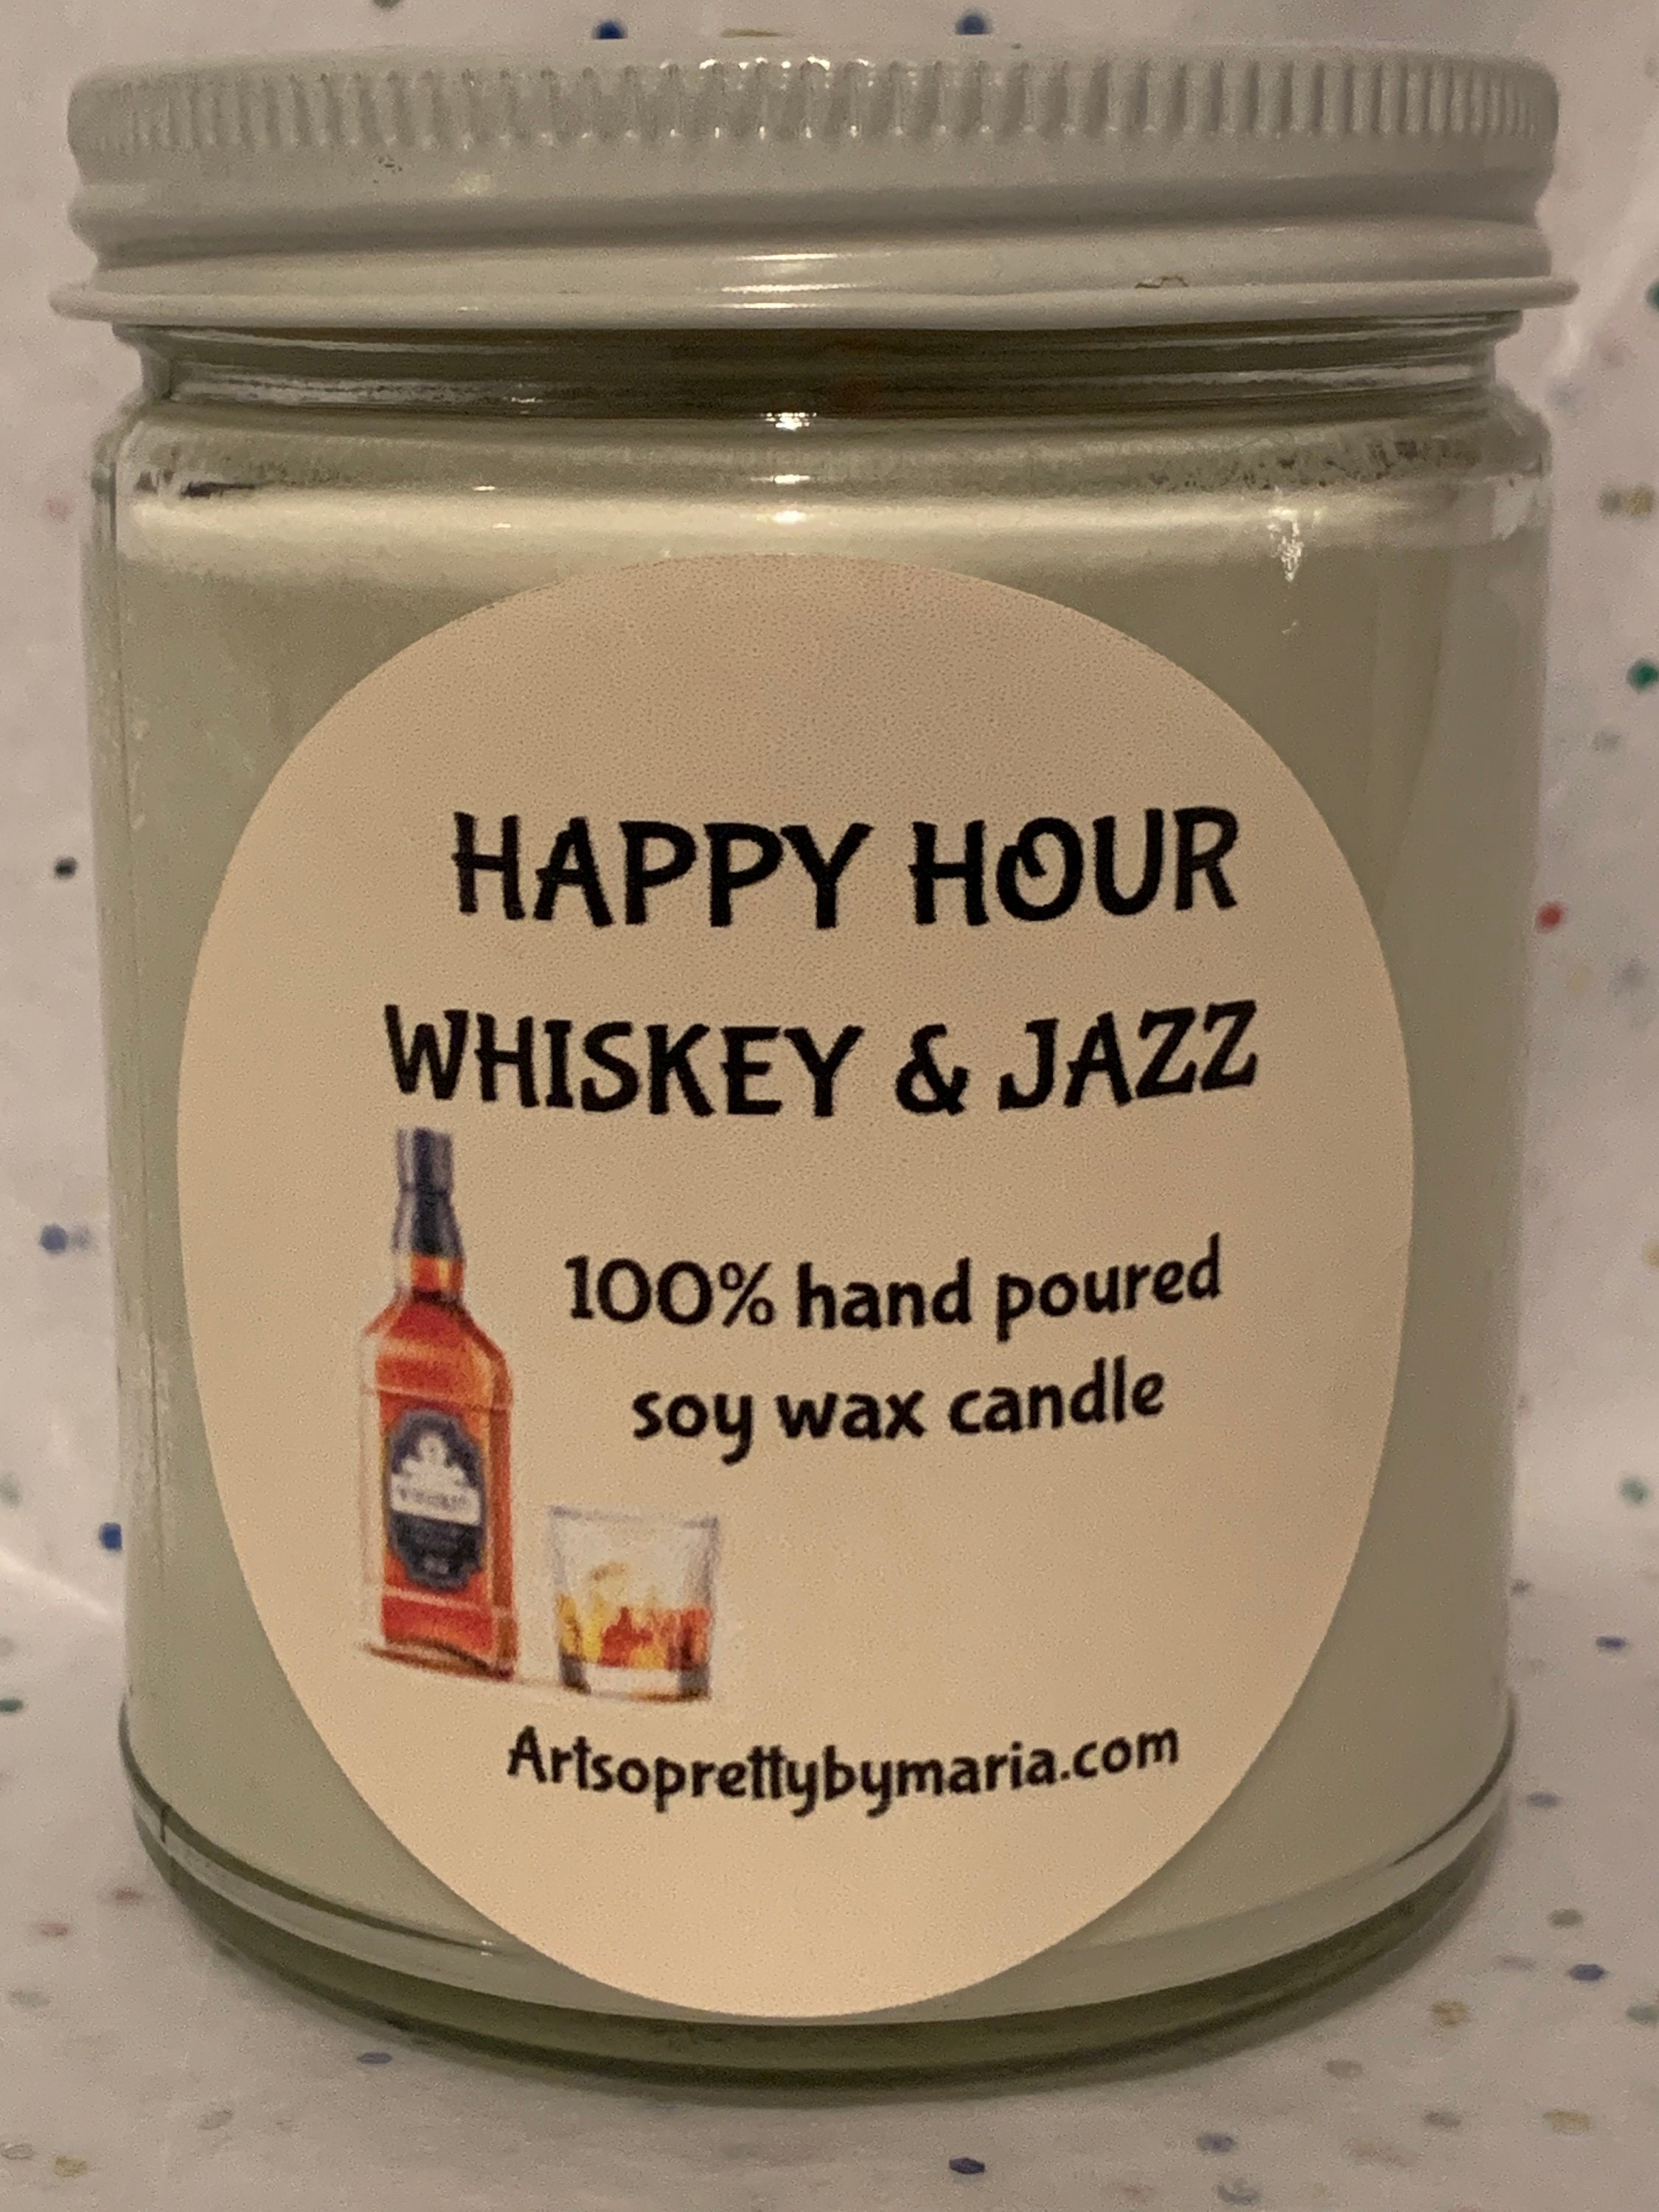 HAPPY HOUR
WHISKEY & JAZZ
100% hand poured
soy wax candle
Artsoprettybymaria.com